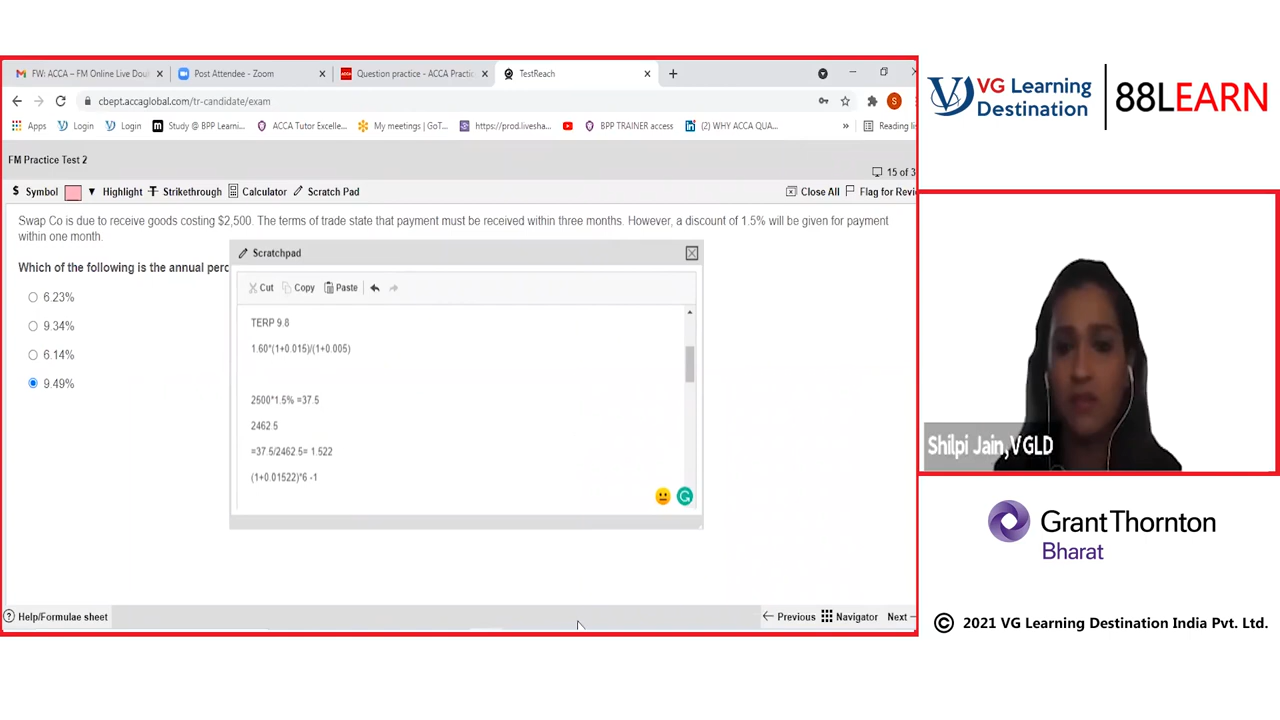 FW: ACCA – FM Online Live Dou
Post Attendee - Zoom
Question practice - ACCA Practic
TestReach
cbept.accaglobal.com/tr-candidate/exam
Apps
Login
Login
Study @ BPP Learni...
ACCA Tutor Excelle...
My meetings | GoT...
https://prod.livesha...
BPP TRAINER access
(2) WHY ACCA QUA...
»
Reading lis
FM Practice Test 2
15 of 3
$ Symbol
Highlight
Strikethrough
Calculator
Scratch Pad
Close All
Flag for Revie
Swap Co is due to receive goods costing $2,500. The terms of trade state that payment must be received within three months. However, a discount of 1.5% will be given for payment
within one month.
Which of the following is the annual perc
6.23%
9.34%
6.14%
9.49%
Scratchpad
Cut
Copy
Paste
TERP 9.8
1.60*(1+0.015)/(1+0.005)
2500*1.5% =37.5
2462.5
=37.5/2462.5= 1.522
(1+0.01522)*6 -1
Help/Formulae sheet
Previous
Navigator
Next
VG Learning
Destination
88LEARN
Shilpi Jain,VGLD
Grant Thornton
Bharat
© 2021 VG Learning Destination India Pvt. Ltd.